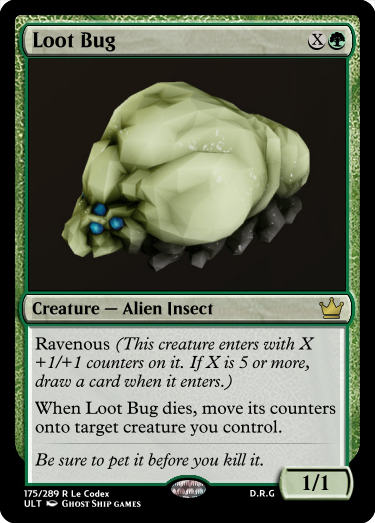 Loot Bug X
Creature — Alien Insect
Ravenous (This creature enters with X
+1/+1 counters on it. If X is 5 or more,
draw a card when it enters.)
When Loot Bug dies, move its counters
onto target creature you control.
Be sure to pet it before you kill it.
1/1
175/289 R Le Codex D.R.G
ULT Ghost Ship games